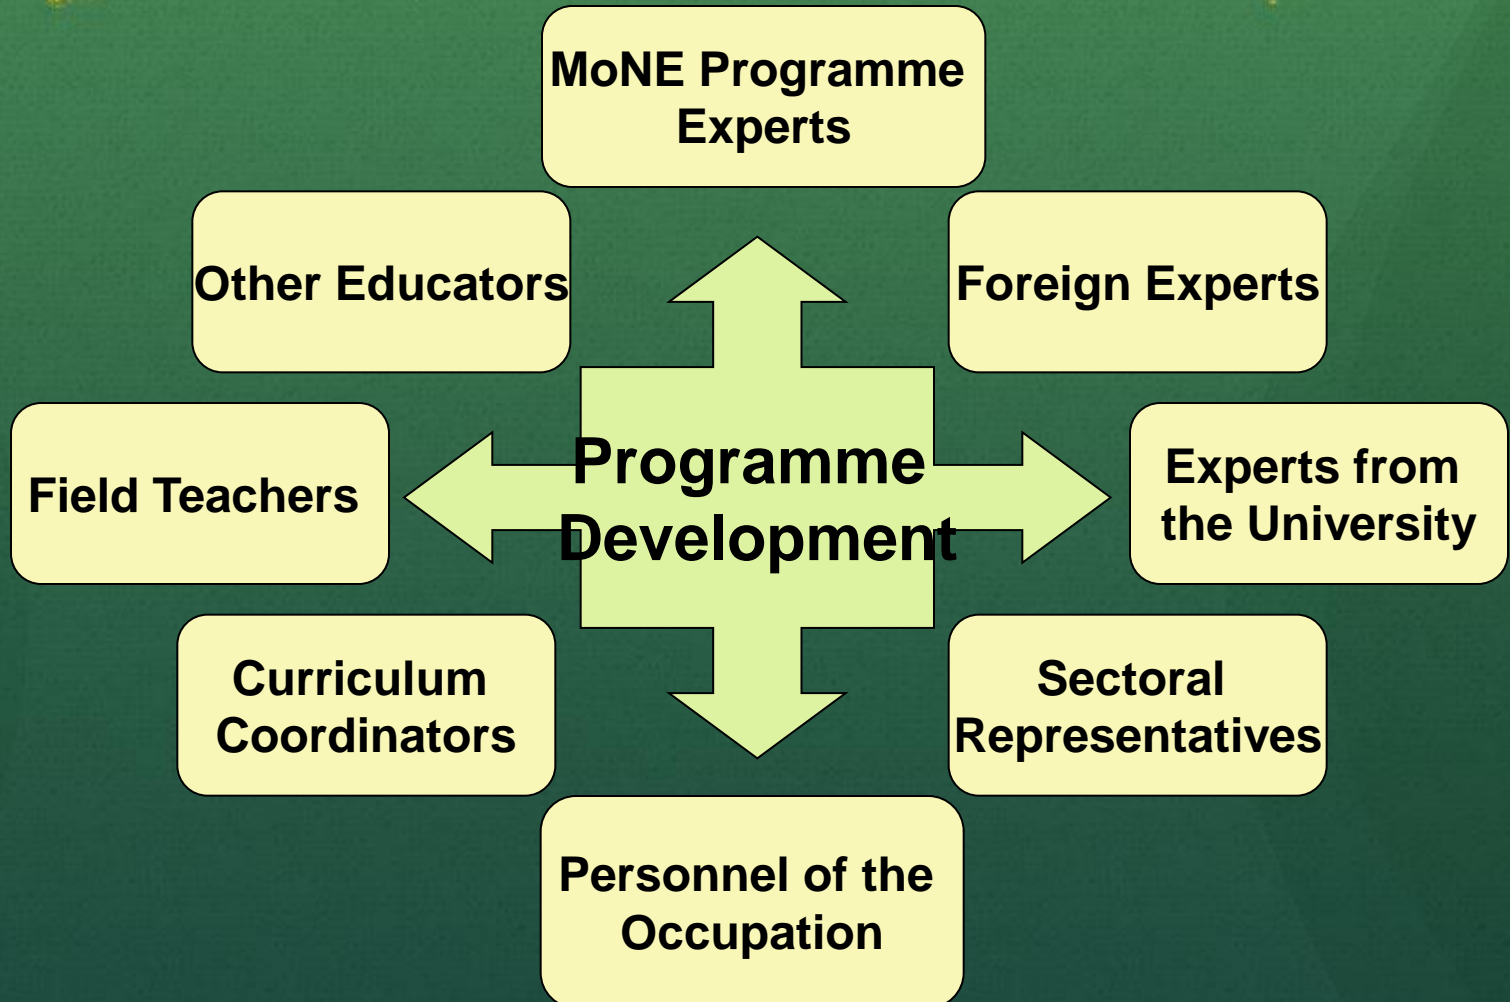 MoNE Programme
Experts
Other Educators
Foreign Experts
Field Teachers
Programme
Development
Experts from
the University
Curriculum
Coordinators
Sectoral
Representatives
Personnel of the
Occupation